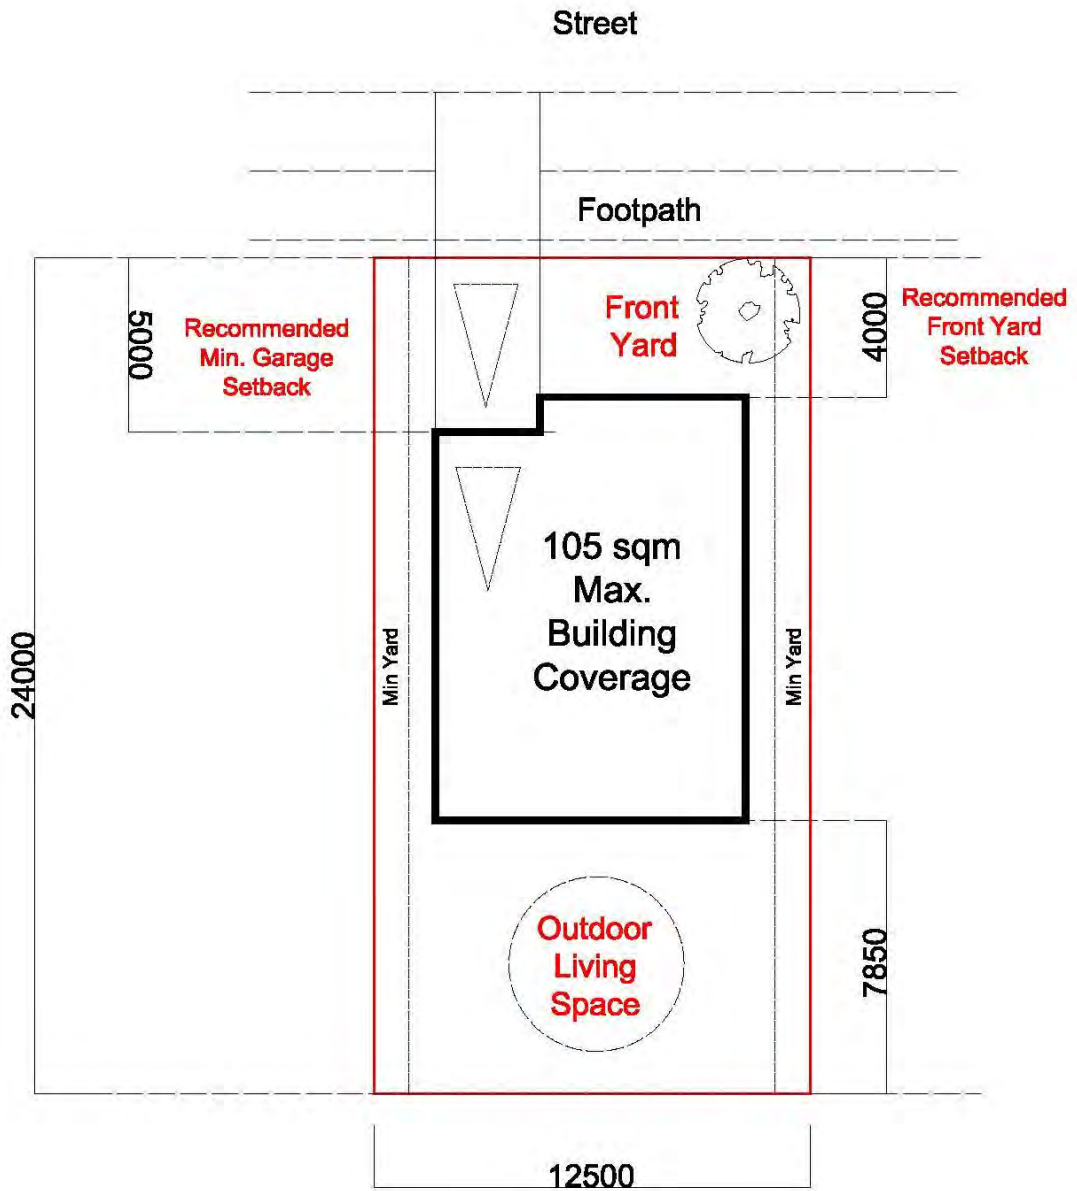 Street
Footpath
5000
Recommended
Min. Garage
Setback
Front
Yard
4000
Recommended
Front Yard
Setback
105 sqm
Max.
Building
Coverage
24000
Min Yard
Min Yard
Outdoor
Living
Space
7850
12500